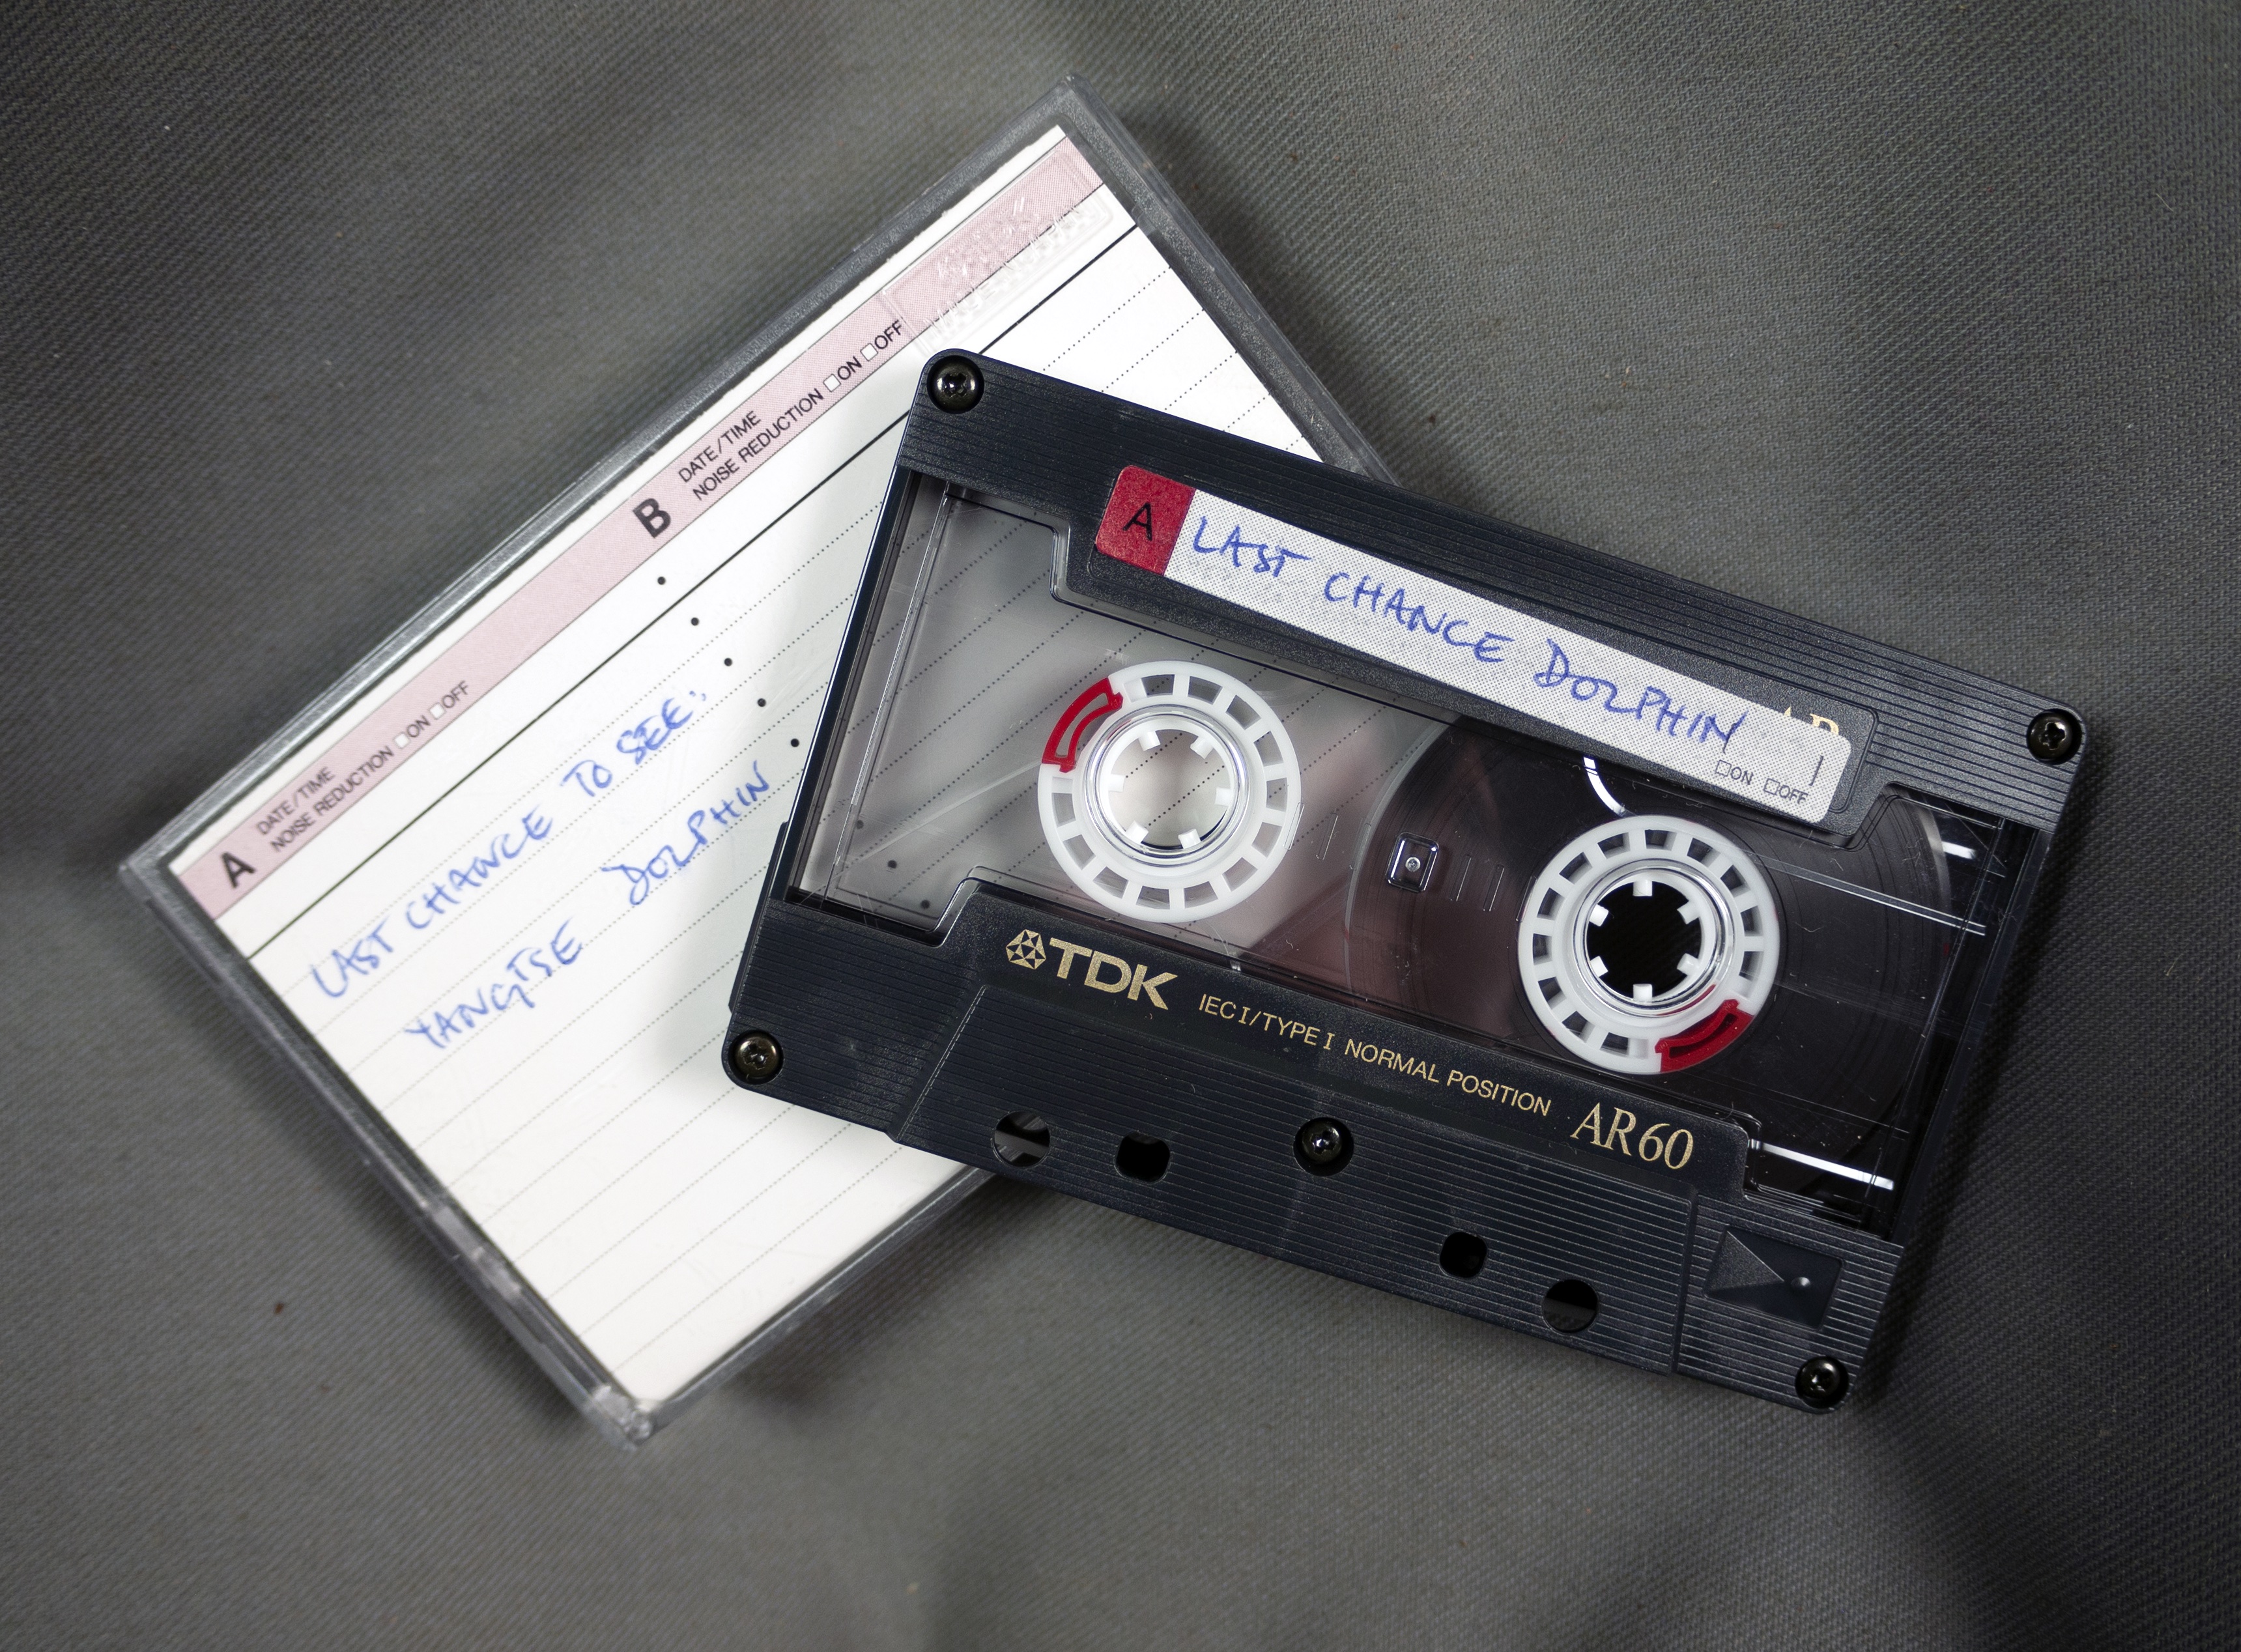 A
DATE/TIME
NOISE REDUCTION □ON □OFF
B
DATE/TIME
NOISE REDUCTION □ON □OFF
LAST CHANCE TO SEE:
YANGTSE DOLPHIN
A
LAST CHANCE DOLPHIN
□ON □OFF
TDK
IEC I/TYPE I NORMAL POSITION
AR60